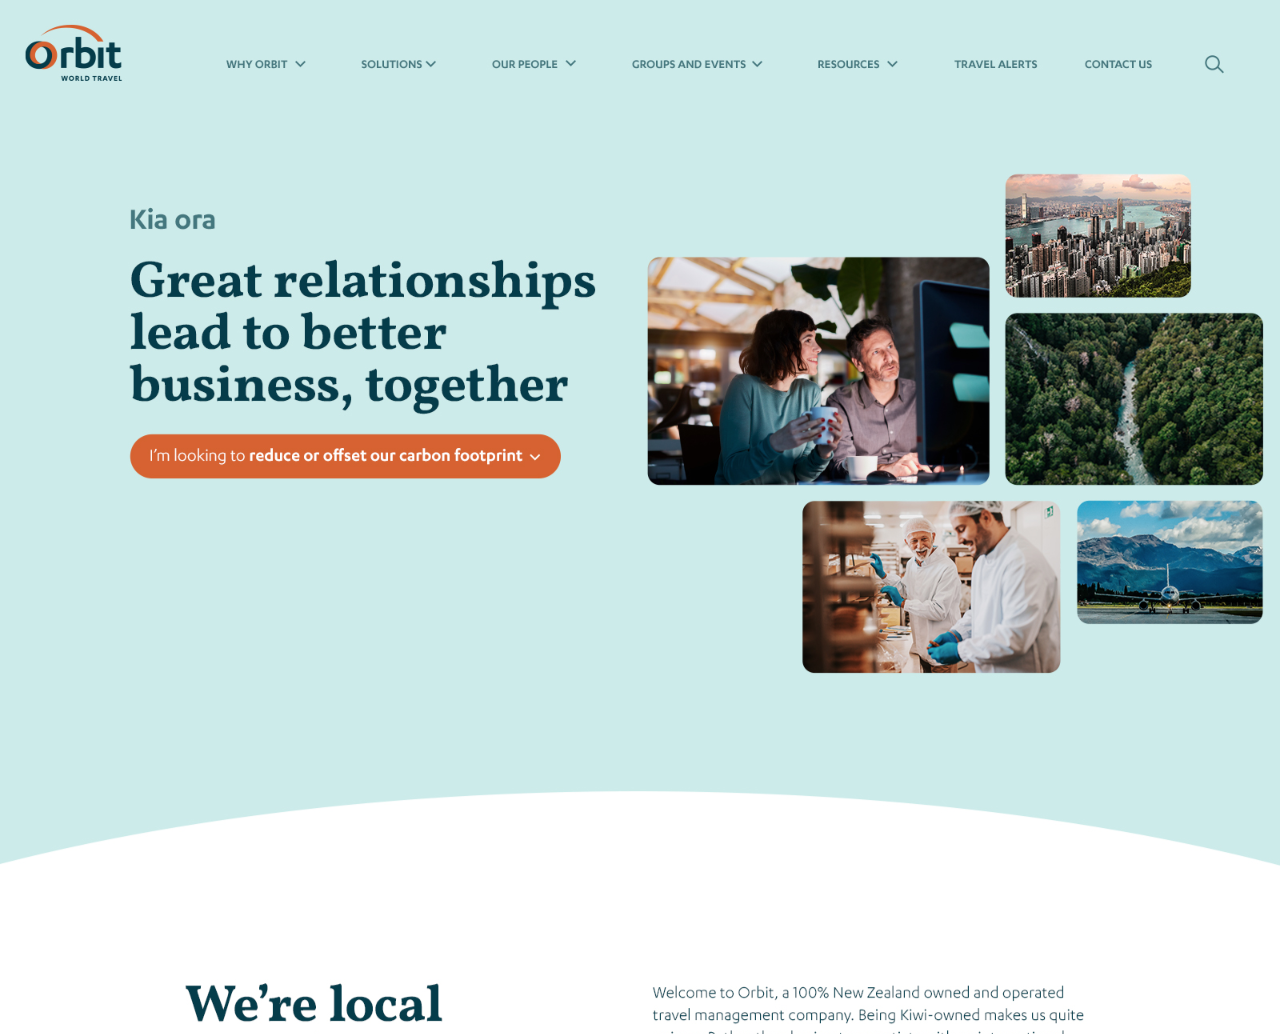 Orbit
WORLD TRAVEL
WHY ORBIT
SOLUTIONS
OUR PEOPLE
GROUPS AND EVENTS
RESOURCES
TRAVEL ALERTS
CONTACT US
Kia ora
Great relationships
lead to better
business, together
I'm looking to reduce or offset our carbon footprint
We're local
Welcome to Orbit, a 100% New Zealand owned and operated
travel management company. Being Kiwi-owned makes us quite